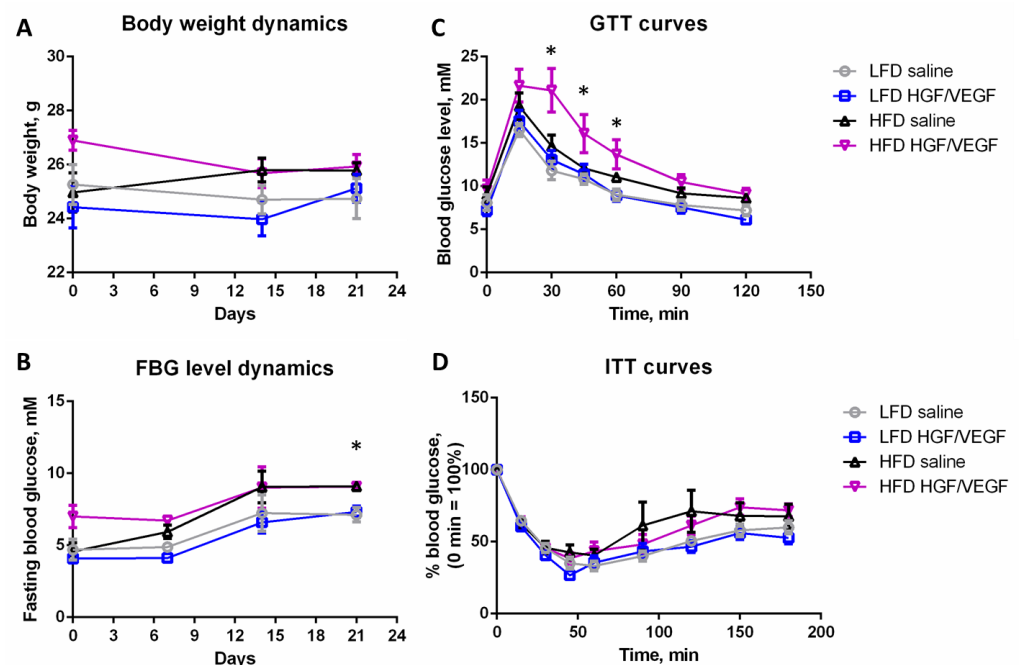 A
Body weight dynamics
Body weight, g
30
28
26
24
22
0 3 6 9 12 15 18 21 24
Days
C
GTT curves
Blood glucose level, mM
25
20
15
10
5
0
* * *
0 30 60 90 120 150
Time, min
LFD saline
LFD HGF/VEGF
HFD saline
HFD HGF/VEGF
B
FBG level dynamics
Fasting blood glucose, mM
15
10
5
0
*
0 3 6 9 12 15 18 21 24
Days
D
ITT curves
% blood glucose,
(0 min = 100%)
150
100
50
0
0 50 100 150 200
Time, min
LFD saline
LFD HGF/VEGF
HFD saline
HFD HGF/VEGF